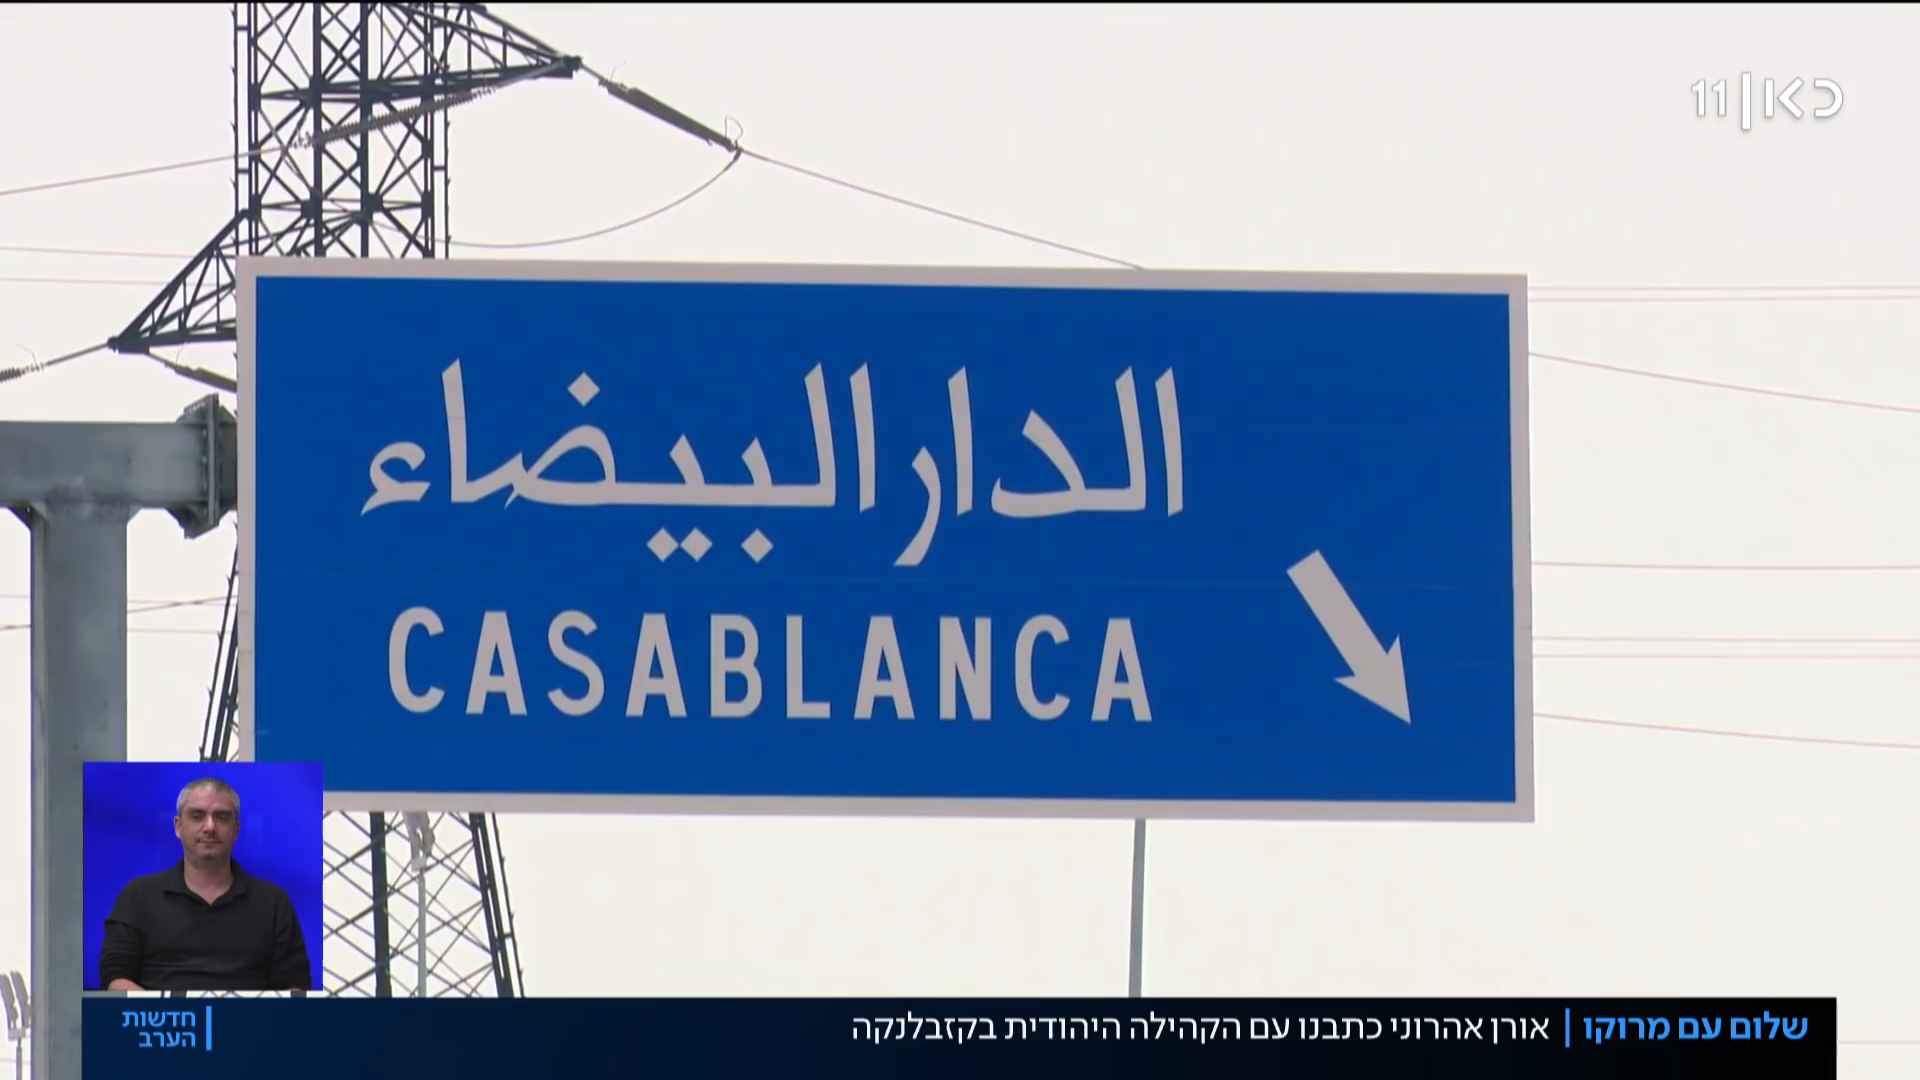 כאן 11
الدار البيضاء
CASABLANCA
שלום עם מרוקו | אורן אהרוני כתבנו עם הקהילה היהודית בקזבלנקה
חדשות
הערב